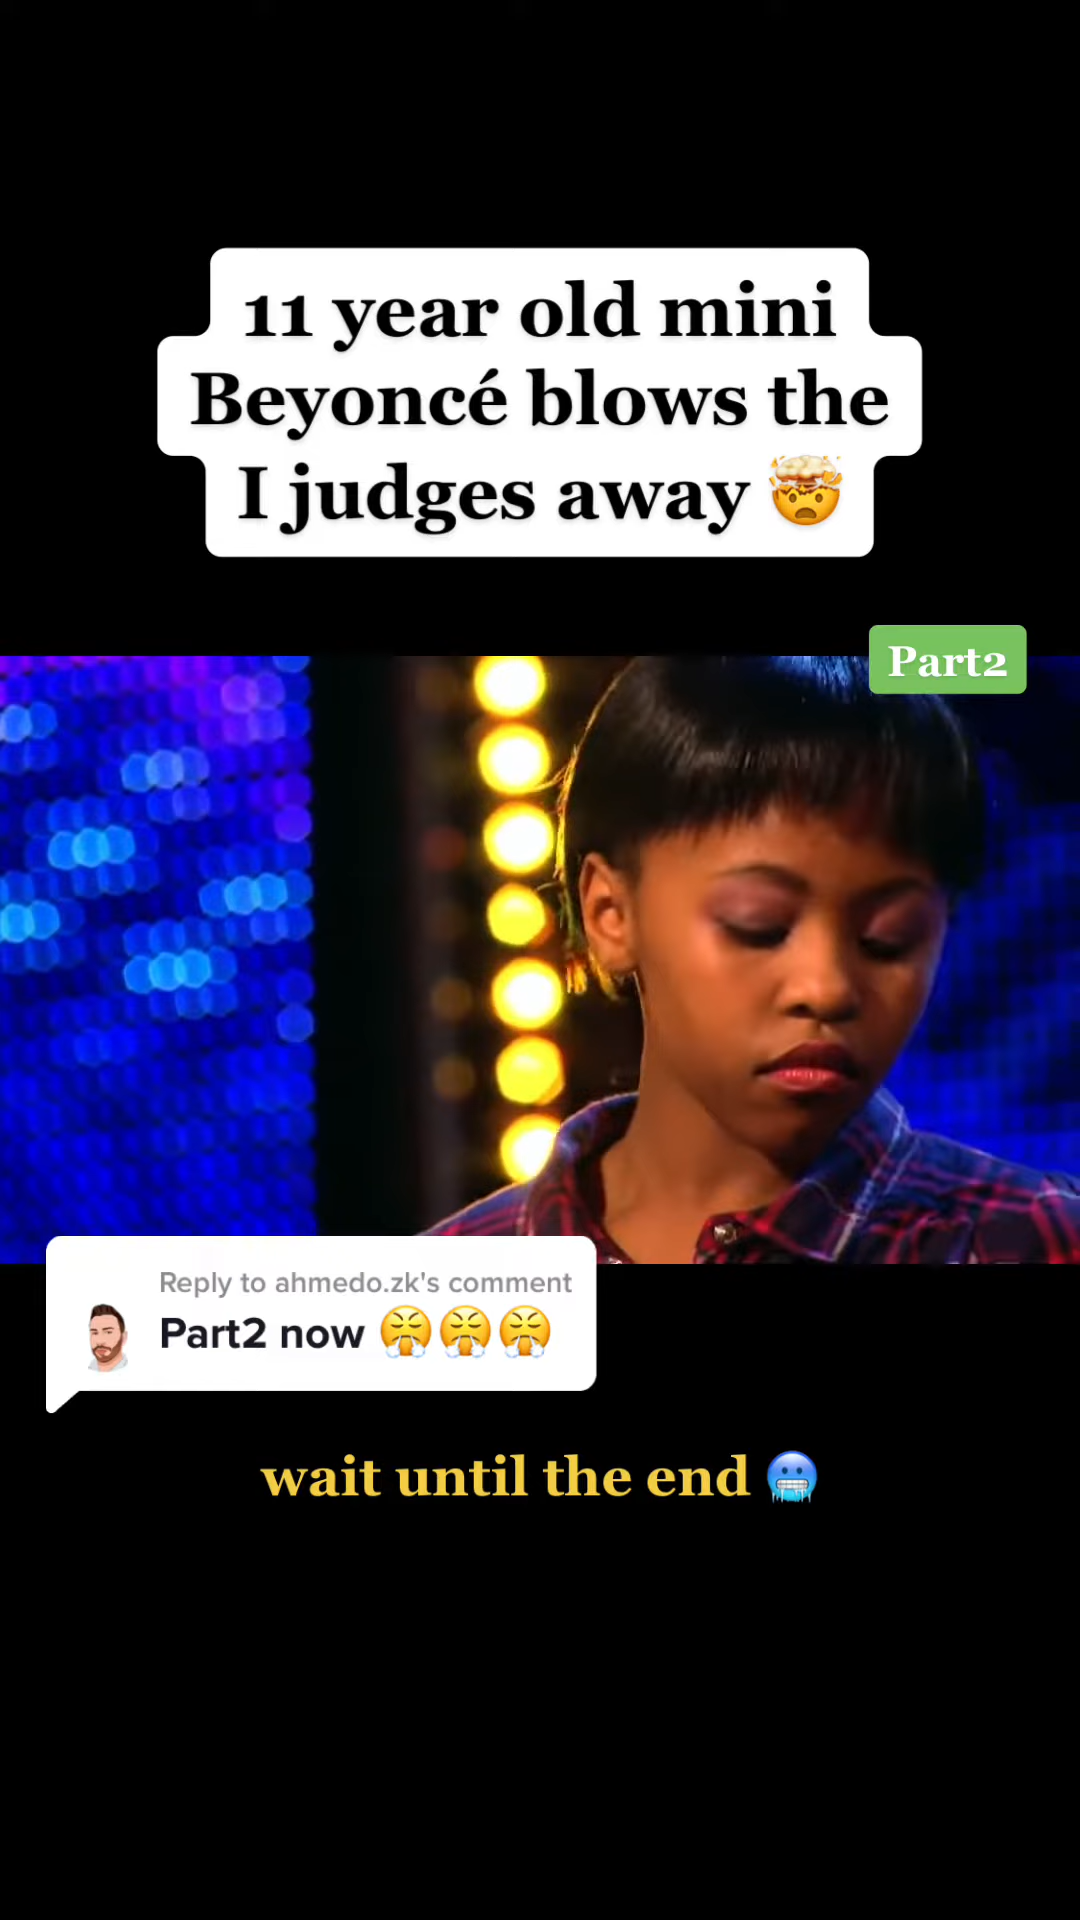 11 year old mini
Beyoncé blows the
I judges away 🤯
Part2
Reply to ahmedo.zk's comment
Part2 now 😤😤😤
wait until the end 🥶